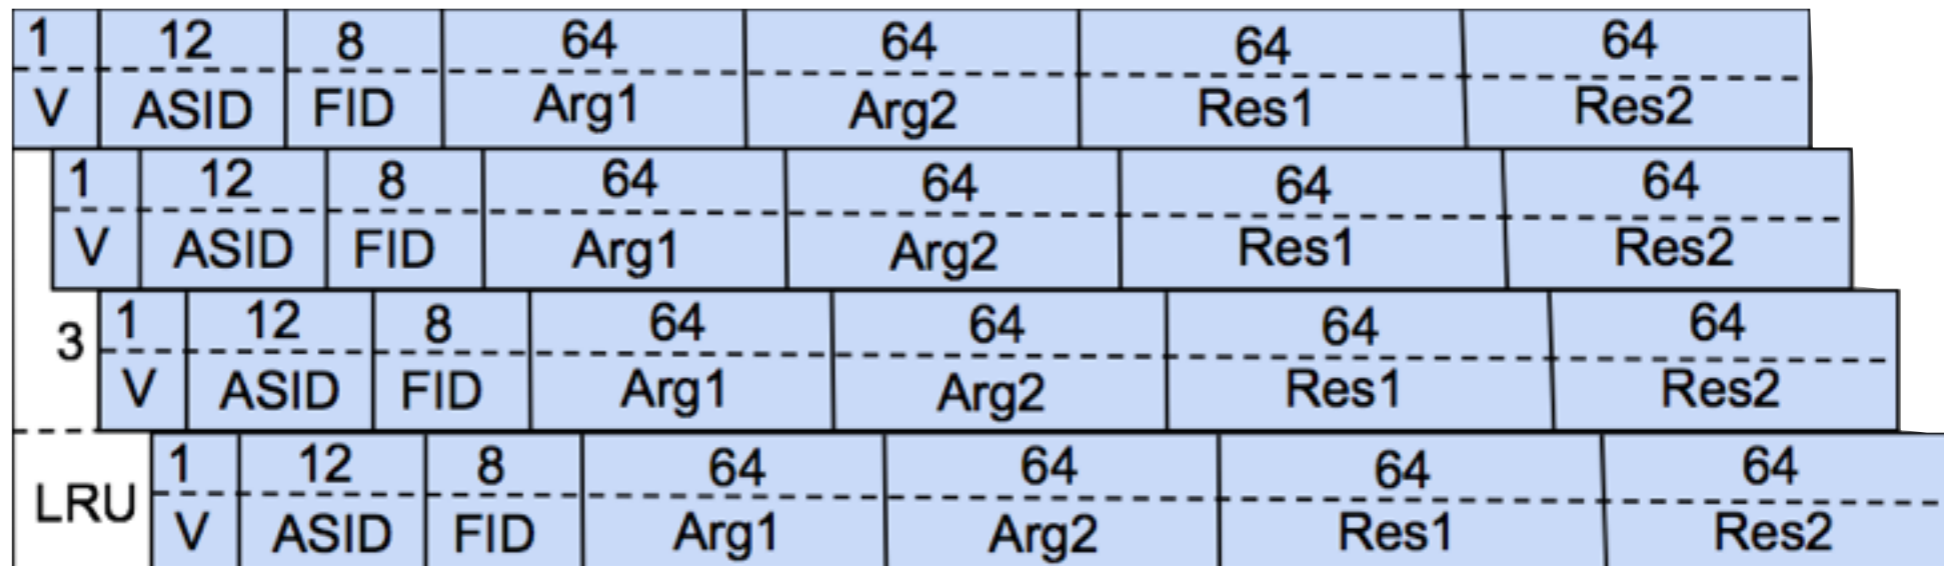 1 12 8 64 64 64 64
V ASID FID Arg1 Arg2 Res1 Res2
1 12 8 64 64 64 64
V ASID FID Arg1 Arg2 Res1 Res2
3 1 12 8 64 64 64 64
V ASID FID Arg1 Arg2 Res1 Res2
1 12 8 64 64 64 64
LRU V ASID FID Arg1 Arg2 Res1 Res2